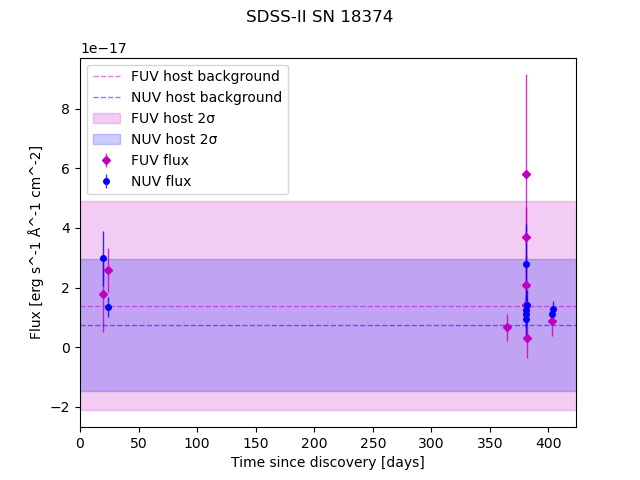 SDSS-II SN 18374
1e−17
FUV host background
NUV host background
FUV host 2σ
NUV host 2σ
FUV flux
NUV flux
8
6
4
2
0
−2
Flux [erg s^-1 Å^-1 cm^-2]
0 50 100 150 200 250 300 350 400
Time since discovery [days]